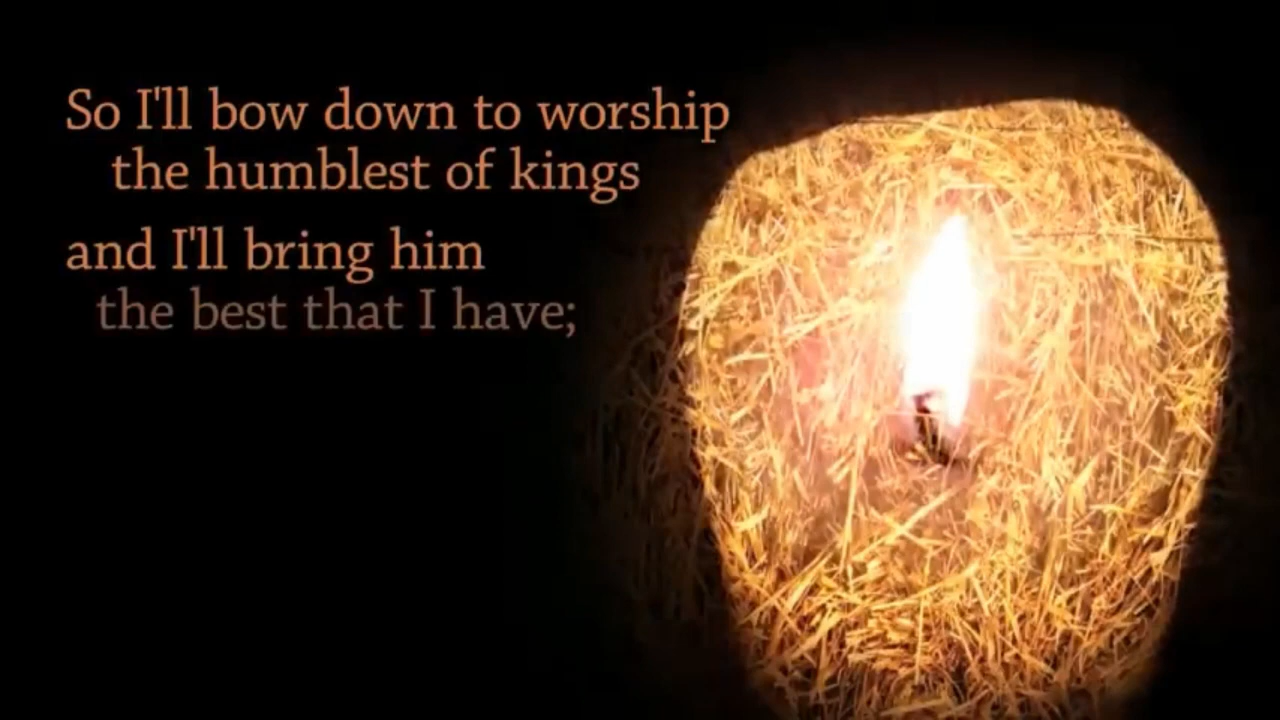 So I'll bow down to worship
the humblest of kings
and I'll bring him
the best that I have;